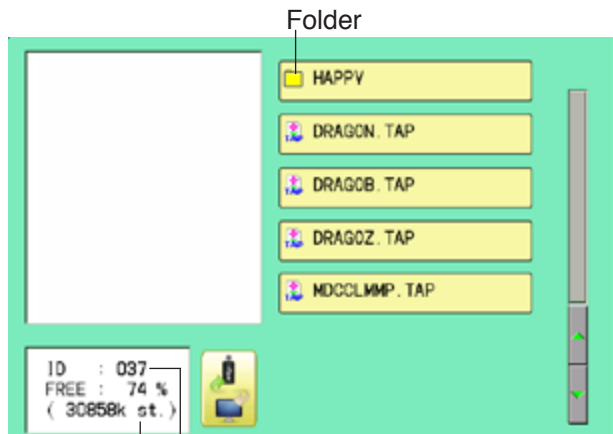 Folder
HAPPY
DRAGON.TAP
DRAGOB.TAP
DRAGOZ.TAP
MDCCLMMP.TAP
ID : 037
FREE : 74 %
( 30858k st.)